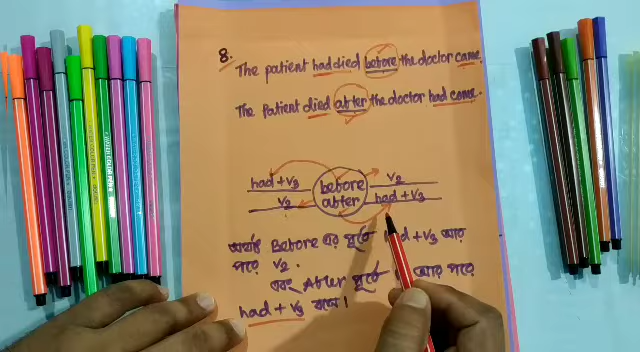 8.
The patient had died before the doctor came.
The Patient died after the doctor had come.
had+v3 before v2
v2 after had+v3
অর্থাৎ Before এর পূর্বে had+v3 আর
পরে v2.
এবং After পূর্বে আর পরে
had + v3 বসে।